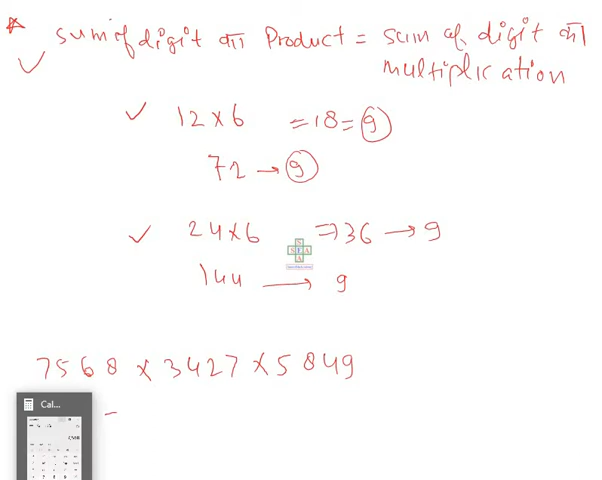 sum of digit का Product = sum of digit का
multiplication
12 × 6 = 18 = 9
72 → 9
24 × 6 ⇒ 36 → 9
144 → 9
7568 × 3427 × 5849
Cal...